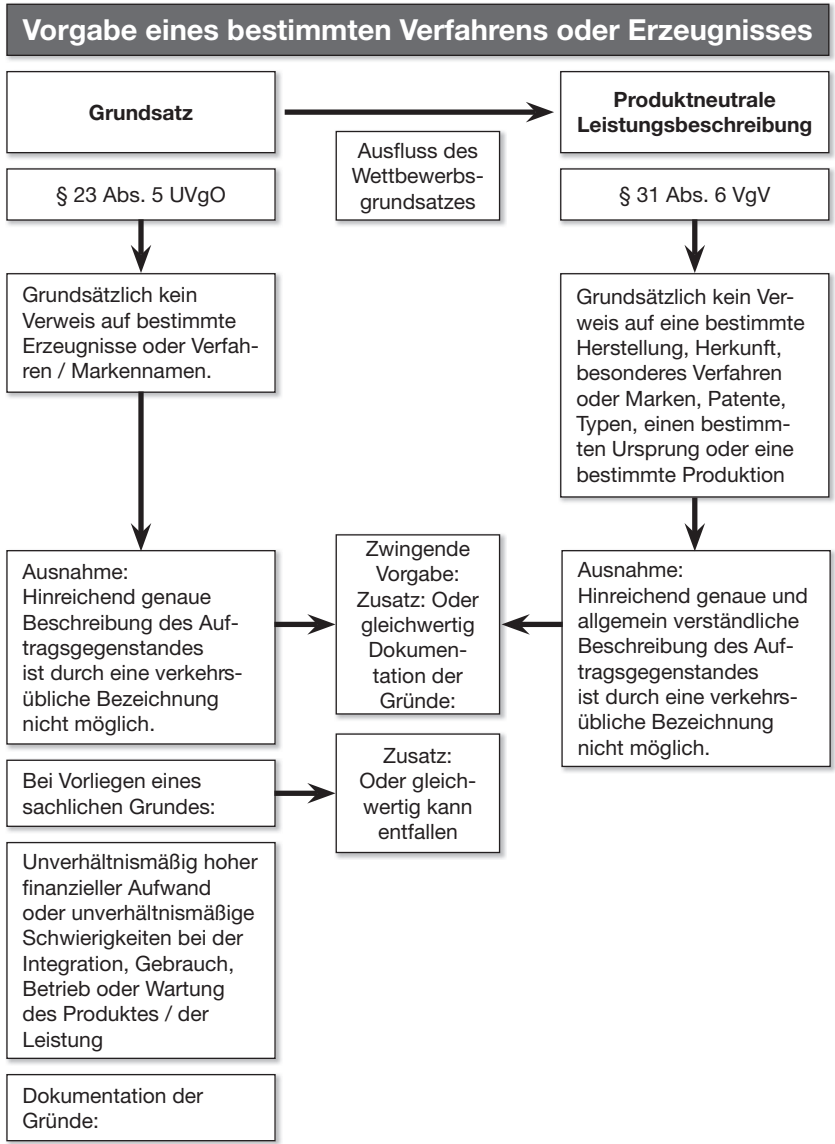 Vorgabe eines bestimmten Verfahrens oder Erzeugnisses
Grundsatz
Produktneutrale
Leistungsbeschreibung
Ausfluss des
Wettbewerbs-
grundsatzes
§ 23 Abs. 5 UVgO
§ 31 Abs. 6 VgV
Grundsätzlich kein
Verweis auf bestimmte
Erzeugnisse oder Verfah-
ren / Markennamen.
Grundsätzlich kein Ver-
weis auf eine bestimmte
Herstellung, Herkunft,
besonderes Verfahren
oder Marken, Patente,
Typen, einen bestimm-
ten Ursprung oder eine
bestimmte Produktion
Ausnahme:
Hinreichend genaue
Beschreibung des Auf-
tragsgegenstandes
ist durch eine verkehrs-
übliche Bezeichnung
nicht möglich.
Zwingende
Vorgabe:
Zusatz: Oder
gleichwertig
Dokumen-
tation der
Gründe:
Ausnahme:
Hinreichend genaue und
allgemein verständliche
Beschreibung des Auf-
tragsgegenstandes
ist durch eine verkehrs-
übliche Bezeichnung
nicht möglich.
Bei Vorliegen eines
sachlichen Grundes:
Zusatz:
Oder gleich-
wertig kann
entfallen
Unverhältnismäßig hoher
finanzieller Aufwand
oder unverhältnismäßige
Schwierigkeiten bei der
Integration, Gebrauch,
Betrieb oder Wartung
des Produktes / der
Leistung
Dokumentation der
Gründe: